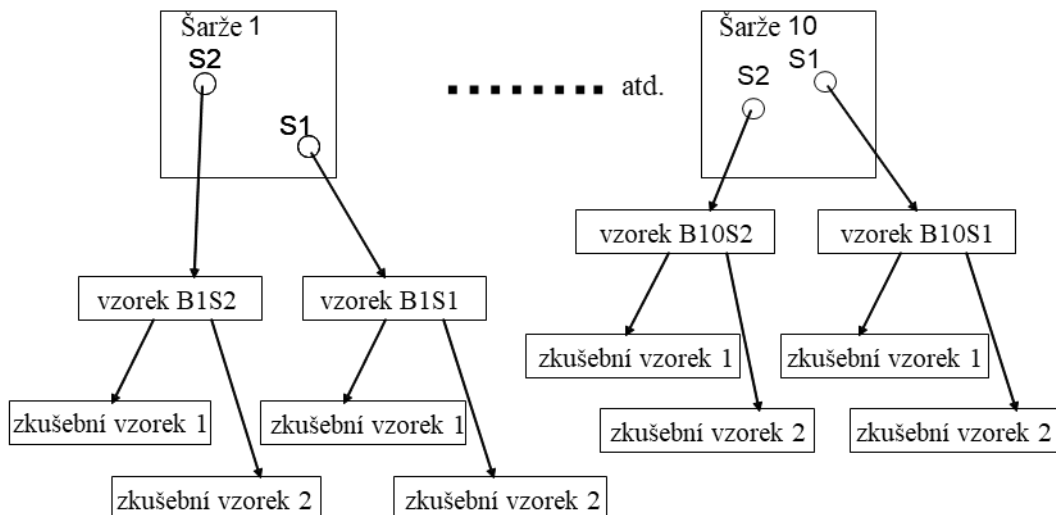 Šarže 1
S2
S1
vzorek B1S2
vzorek B1S1
zkušební vzorek 1
zkušební vzorek 1
zkušební vzorek 2
zkušební vzorek 2
atd.
Šarže 10
S1
S2
vzorek B10S2
vzorek B10S1
zkušební vzorek 1
zkušební vzorek 1
zkušební vzorek 2
zkušební vzorek 2